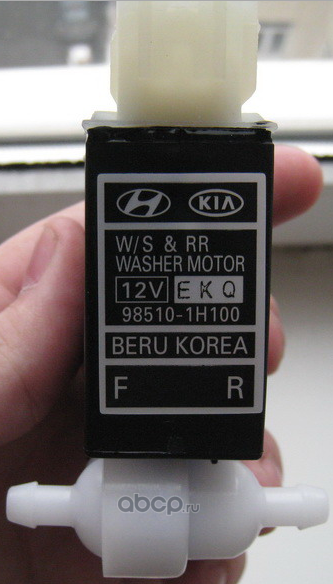 KIA
W/S & RR
WASHER MOTOR
12V EKQ
98510-1H100
BERU KOREA
F R
abcp.ru